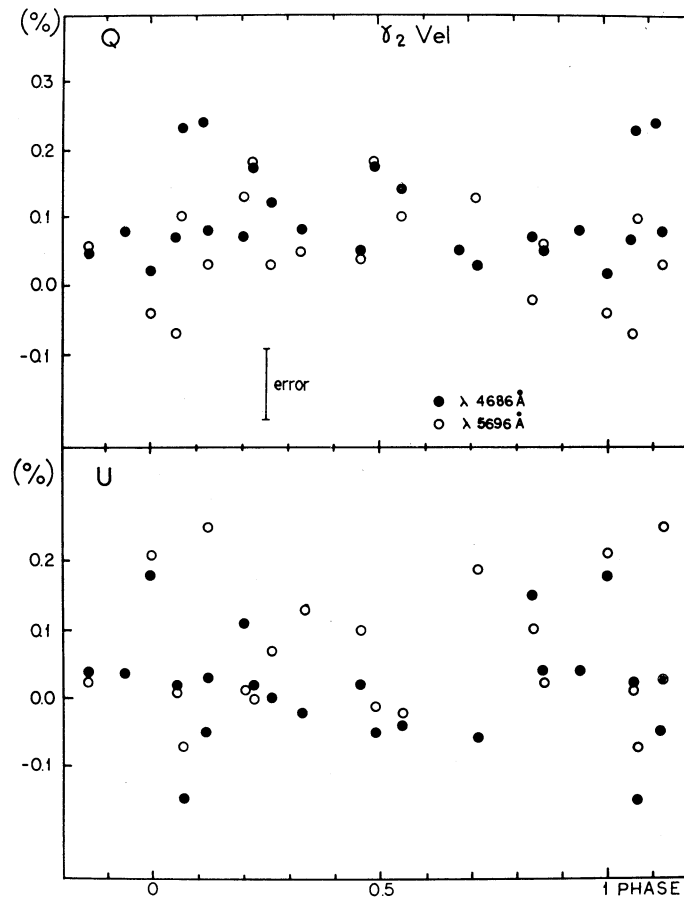 (%) Q γ₂ Vel
0.3
0.2
0.1
0.0
-0.1
error
● λ 4686 Å
○ λ 5696 Å
(%) U
0.2
0.1
0.0
-0.1
0 0.5 1 PHASE